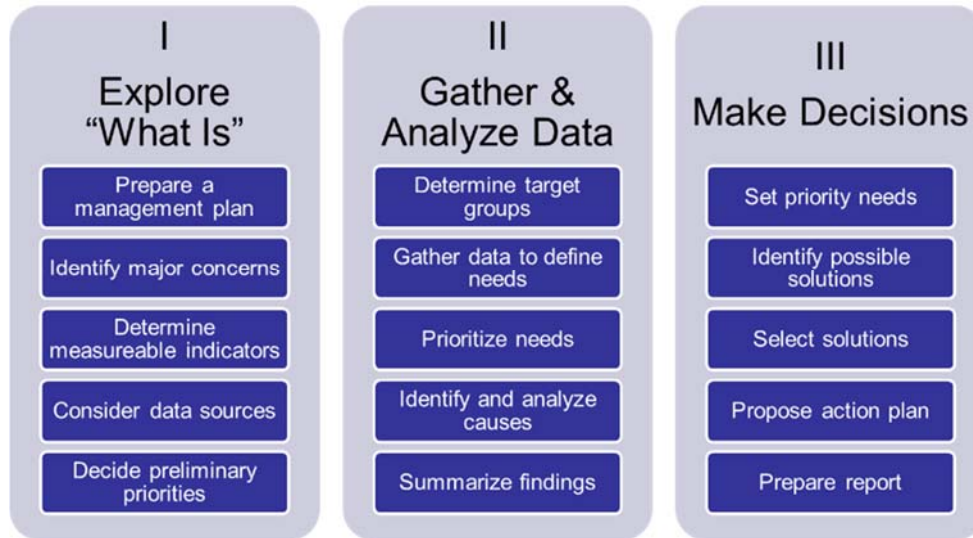 I
Explore
“What Is”
Prepare a
management plan
Identify major concerns
Determine
measureable indicators
Consider data sources
Decide preliminary
priorities
II
Gather &
Analyze Data
Determine target
groups
Gather data to define
needs
Prioritize needs
Identify and analyze
causes
Summarize findings
III
Make Decisions
Set priority needs
Identify possible
solutions
Select solutions
Propose action plan
Prepare report